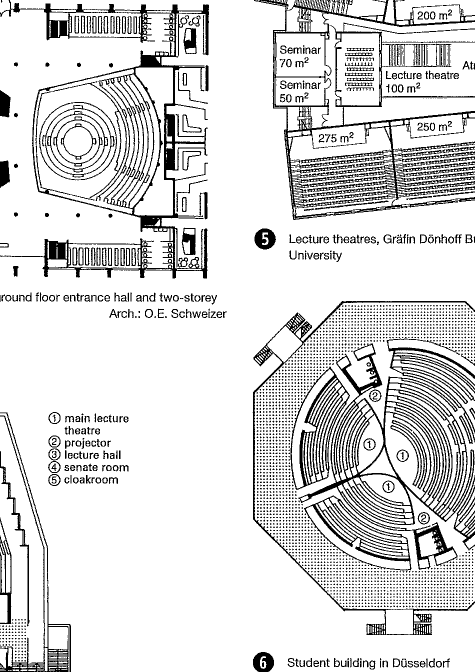 200 m²
Seminar
70 m²
Seminar
50 m²
Lecture theatre
100 m²
275 m²
250 m²
5 Lecture theatres, Gräfin Dönhoff
University
ground floor entrance hall and two-storey
Arch.: O.E. Schweizer
① main lecture
theatre
② projector
③ lecture hall
④ senate room
⑤ cloakroom
②
①
①
①
②
6 Student building in Düsseldorf